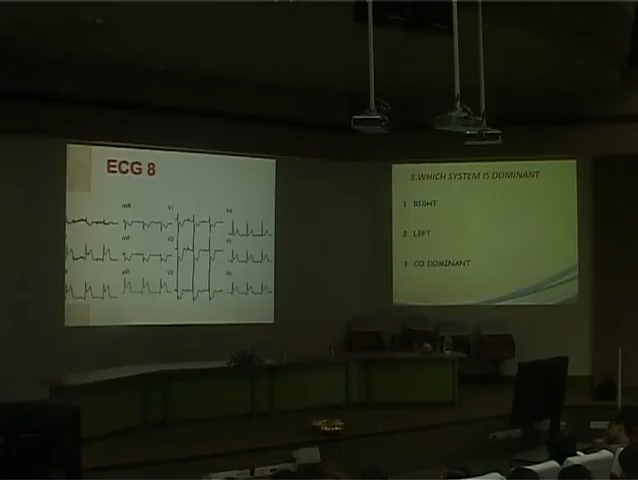 ECG 8
aVR
V1
V4
aVL
V2
V5
aVF
V3
V6
8.WHICH SYSTEM IS DOMINANT
1 RIGHT
2 LEFT
3 CO DOMINANT